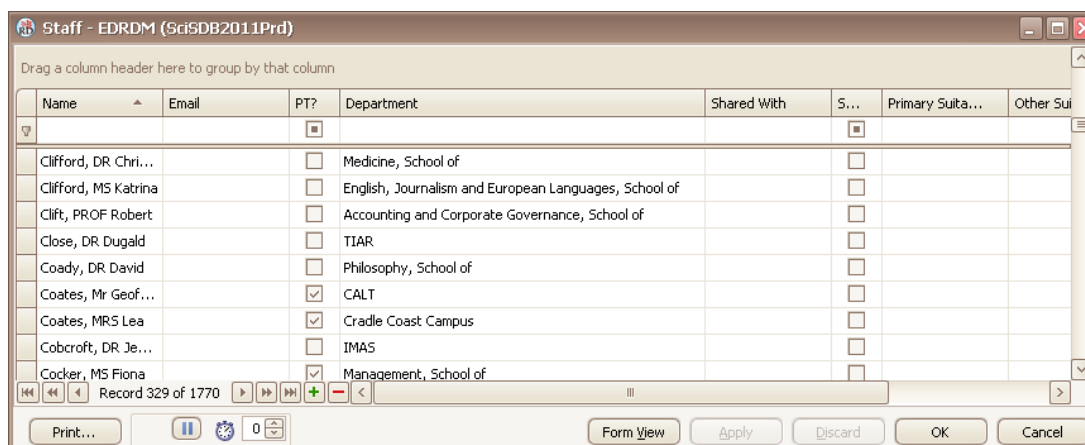 Staff - EDRDM (SciSDB2011Prd)
Drag a column header here to group by that column
Name Email PT? Department Shared With S... Primary Suita... Other Sui
Clifford, DR Chri... Medicine, School of
Clifford, MS Katrina English, Journalism and European Languages, School of
Clift, PROF Robert Accounting and Corporate Governance, School of
Close, DR Dugald TIAR
Coady, DR David Philosophy, School of
Coates, Mr Geof... CALT
Coates, MRS Lea Cradle Coast Campus
Cobcroft, DR Je... IMAS
Cocker, MS Fiona Management, School of
Record 329 of 1770
Print... 0 Form View Apply Discard OK Cancel